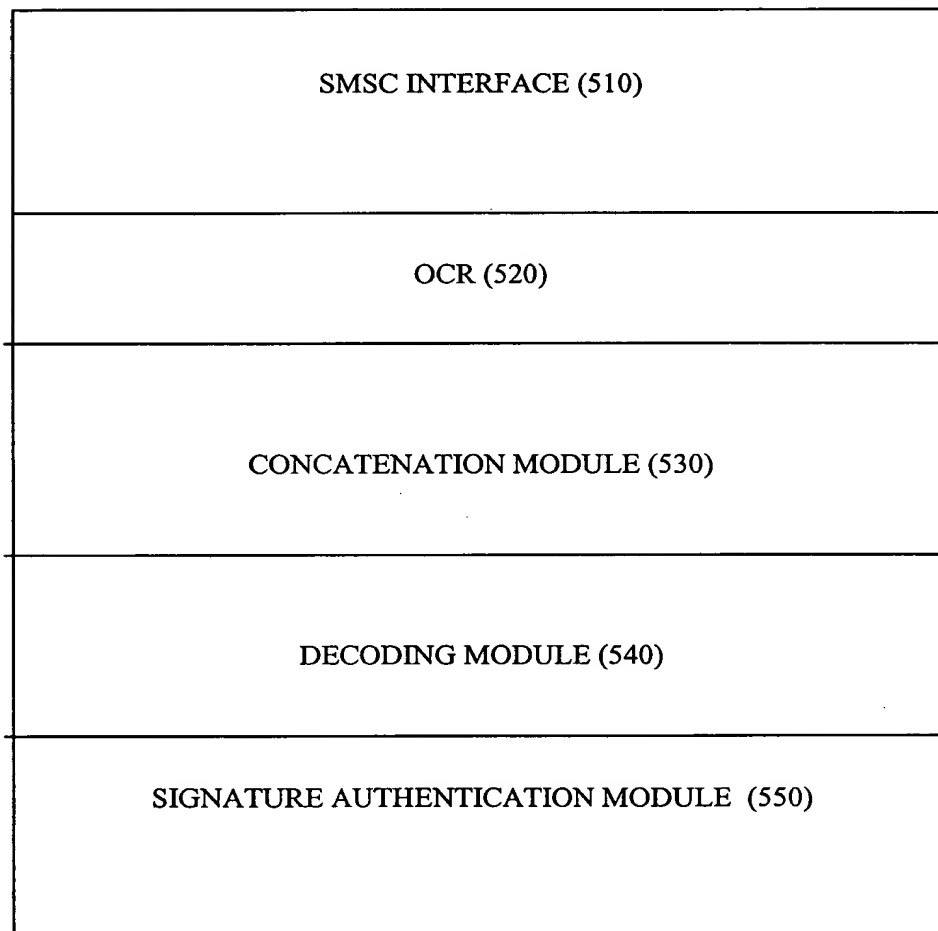 SMSC INTERFACE (510)
OCR (520)
CONCATENATION MODULE (530)
DECODING MODULE (540)
SIGNATURE AUTHENTICATION MODULE (550)